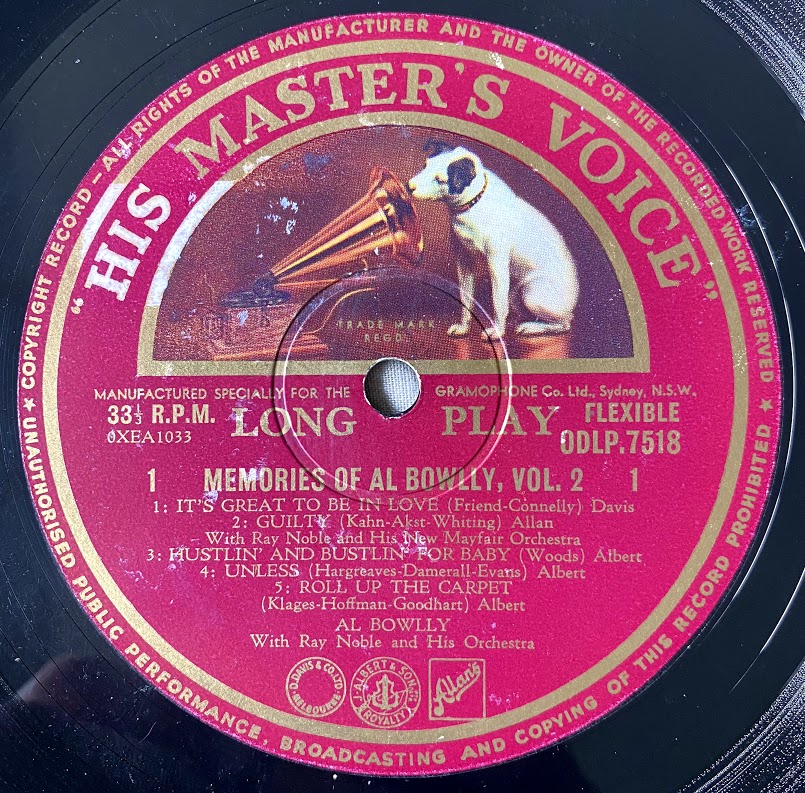 UNAUTHORISED PUBLIC PERFORMANCE, BROADCASTING AND COPYING OF THIS RECORD PROHIBITED ★
★ COPYRIGHT RECORD – ALL RIGHTS OF THE MANUFACTURER AND THE OWNER OF THE RECORDED WORK RESERVED
"HIS MASTER'S VOICE"
TRADE MARK
REGD.
MANUFACTURED SPECIALLY FOR THE GRAMOPHONE Co. Ltd., Sydney, N.S.W.
33⅓ R.P.M. LONG PLAY FLEXIBLE
0XEA1033 ODLP.7518
1 MEMORIES OF AL BOWLLY, VOL. 2 1
1: IT'S GREAT TO BE IN LOVE (Friend-Connelly) Davis
2: GUILTY (Kahn-Akst-Whiting) Allan
With Ray Noble and His New Mayfair Orchestra
3: HUSTLIN' AND BUSTLIN' FOR BABY (Woods) Albert
4: UNLESS (Hargreaves-Damerall-Evans) Albert
5: ROLL UP THE CARPET
(Klages-Hoffman-Goodhart) Albert
AL BOWLLY
With Ray Noble and His Orchestra
D. DAVIS & CO. LTD. MELBOURNE
J. ALBERT & SON ROYALTY
Allan's